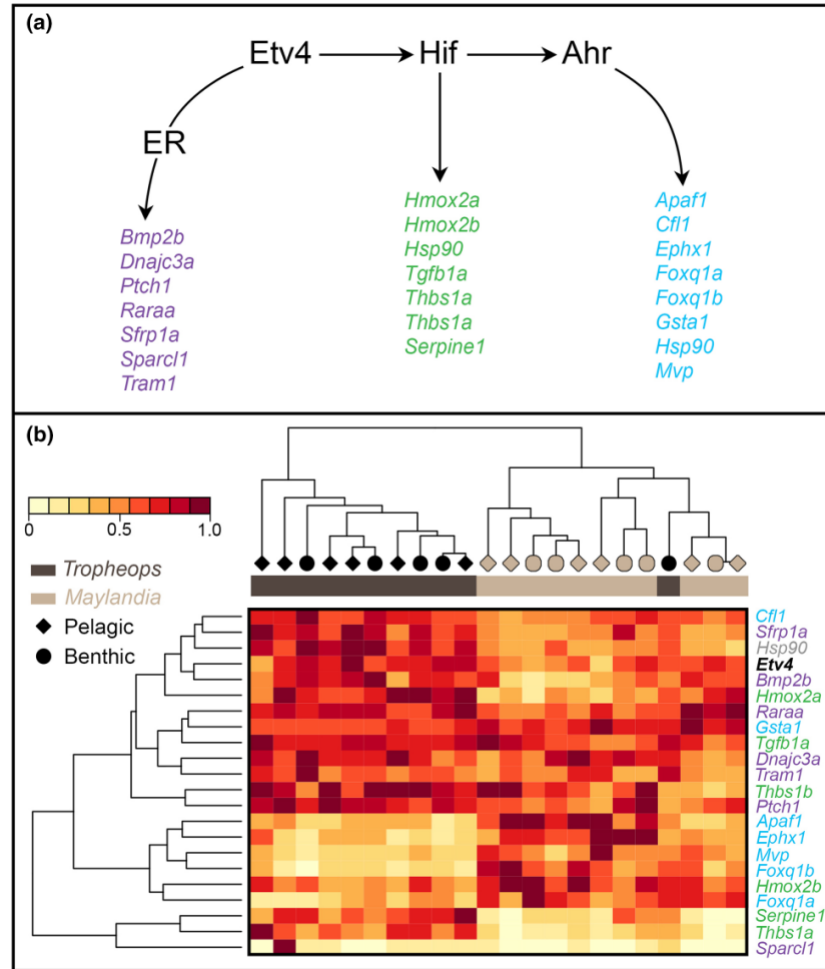 (a)
Etv4
Hif
Ahr
ER
Bmp2b
Dnajc3a
Ptch1
Raraa
Sfrp1a
Sparcl1
Tram1
Hmox2a
Hmox2b
Hsp90
Tgfb1a
Thbs1a
Thbs1a
Serpine1
Apaf1
Cfl1
Ephx1
Foxq1a
Foxq1b
Gsta1
Hsp90
Mvp
(b)
0 0.5 1.0
Tropheops
Maylandia
Pelagic
Benthic
Cfl1
Sfrp1a
Hsp90
Etv4
Bmp2b
Hmox2a
Raraa
Gsta1
Tgfb1a
Dnajc3a
Tram1
Thbs1b
Ptch1
Apaf1
Ephx1
Mvp
Foxq1b
Hmox2b
Foxq1a
Serpine1
Thbs1a
Sparcl1